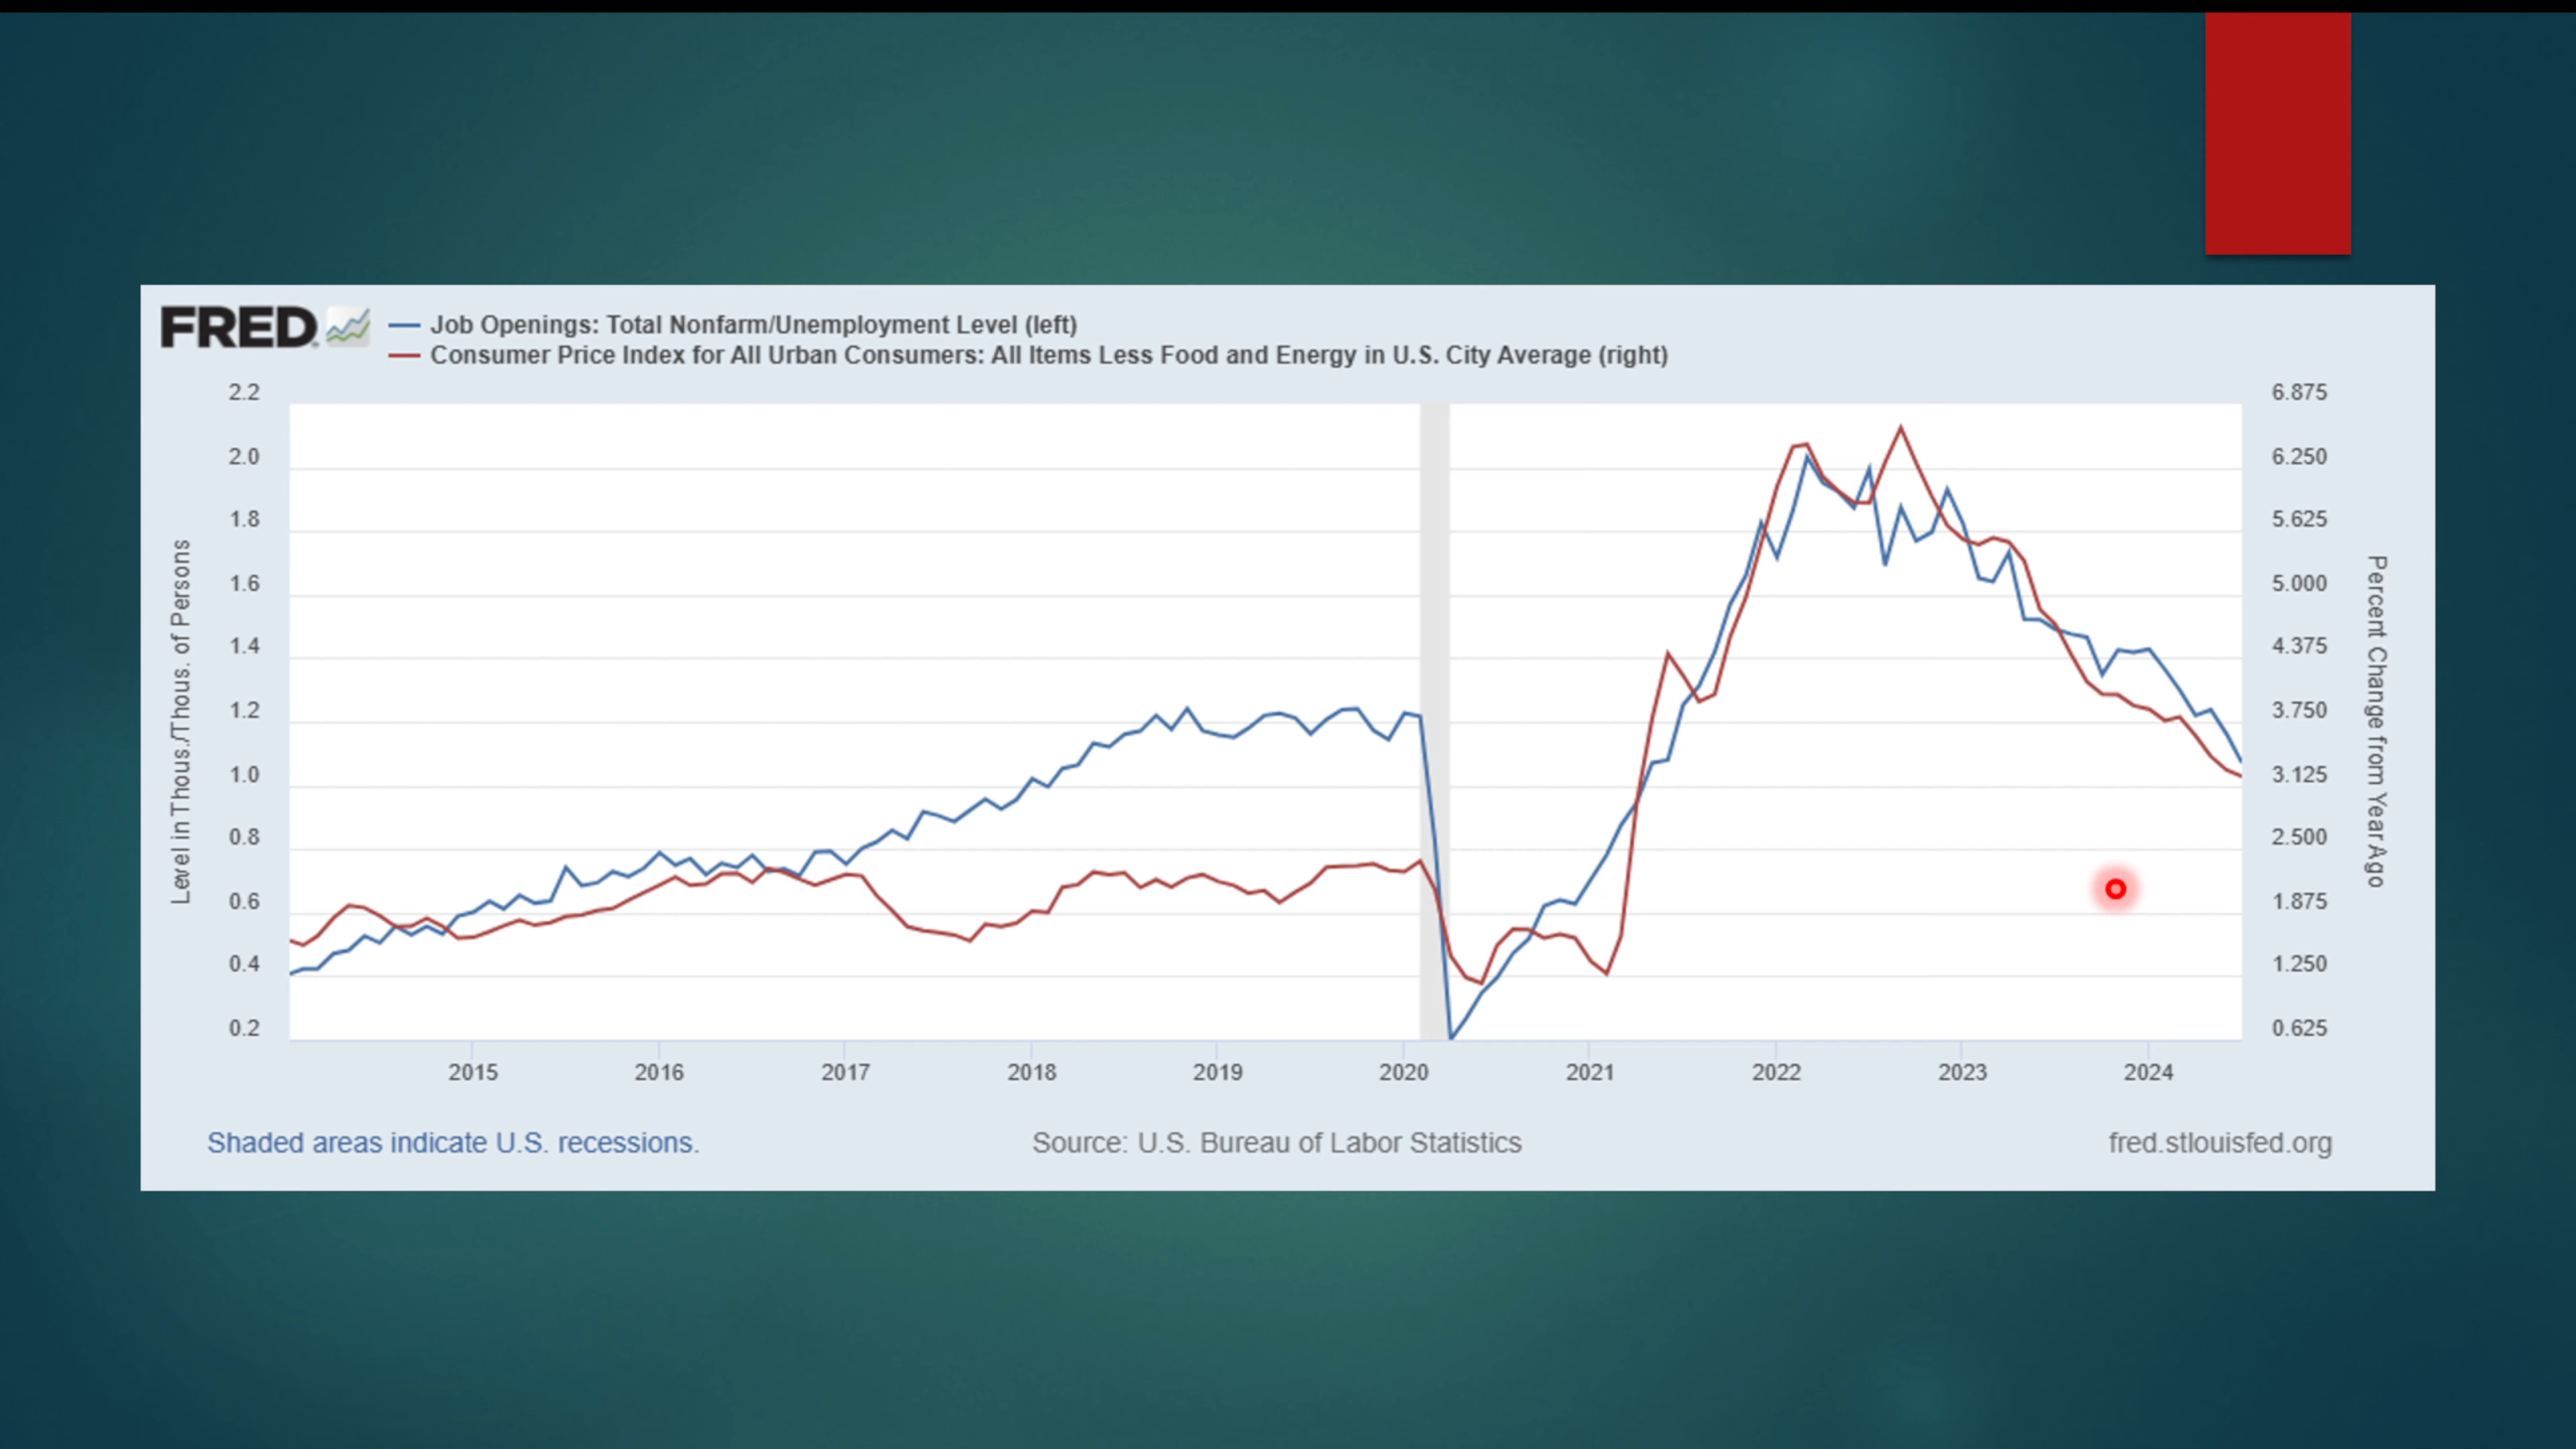 FRED
Job Openings: Total Nonfarm/Unemployment Level (left)
Consumer Price Index for All Urban Consumers: All Items Less Food and Energy in U.S. City Average (right)
Level in Thous./Thous. of Persons
2.2
2.0
1.8
1.6
1.4
1.2
1.0
0.8
0.6
0.4
0.2
6.875
6.250
5.625
5.000
4.375
3.750
3.125
2.500
1.875
1.250
0.625
Percent Change from Year Ago
2015 2016 2017 2018 2019 2020 2021 2022 2023 2024
Shaded areas indicate U.S. recessions.
Source: U.S. Bureau of Labor Statistics
fred.stlouisfed.org